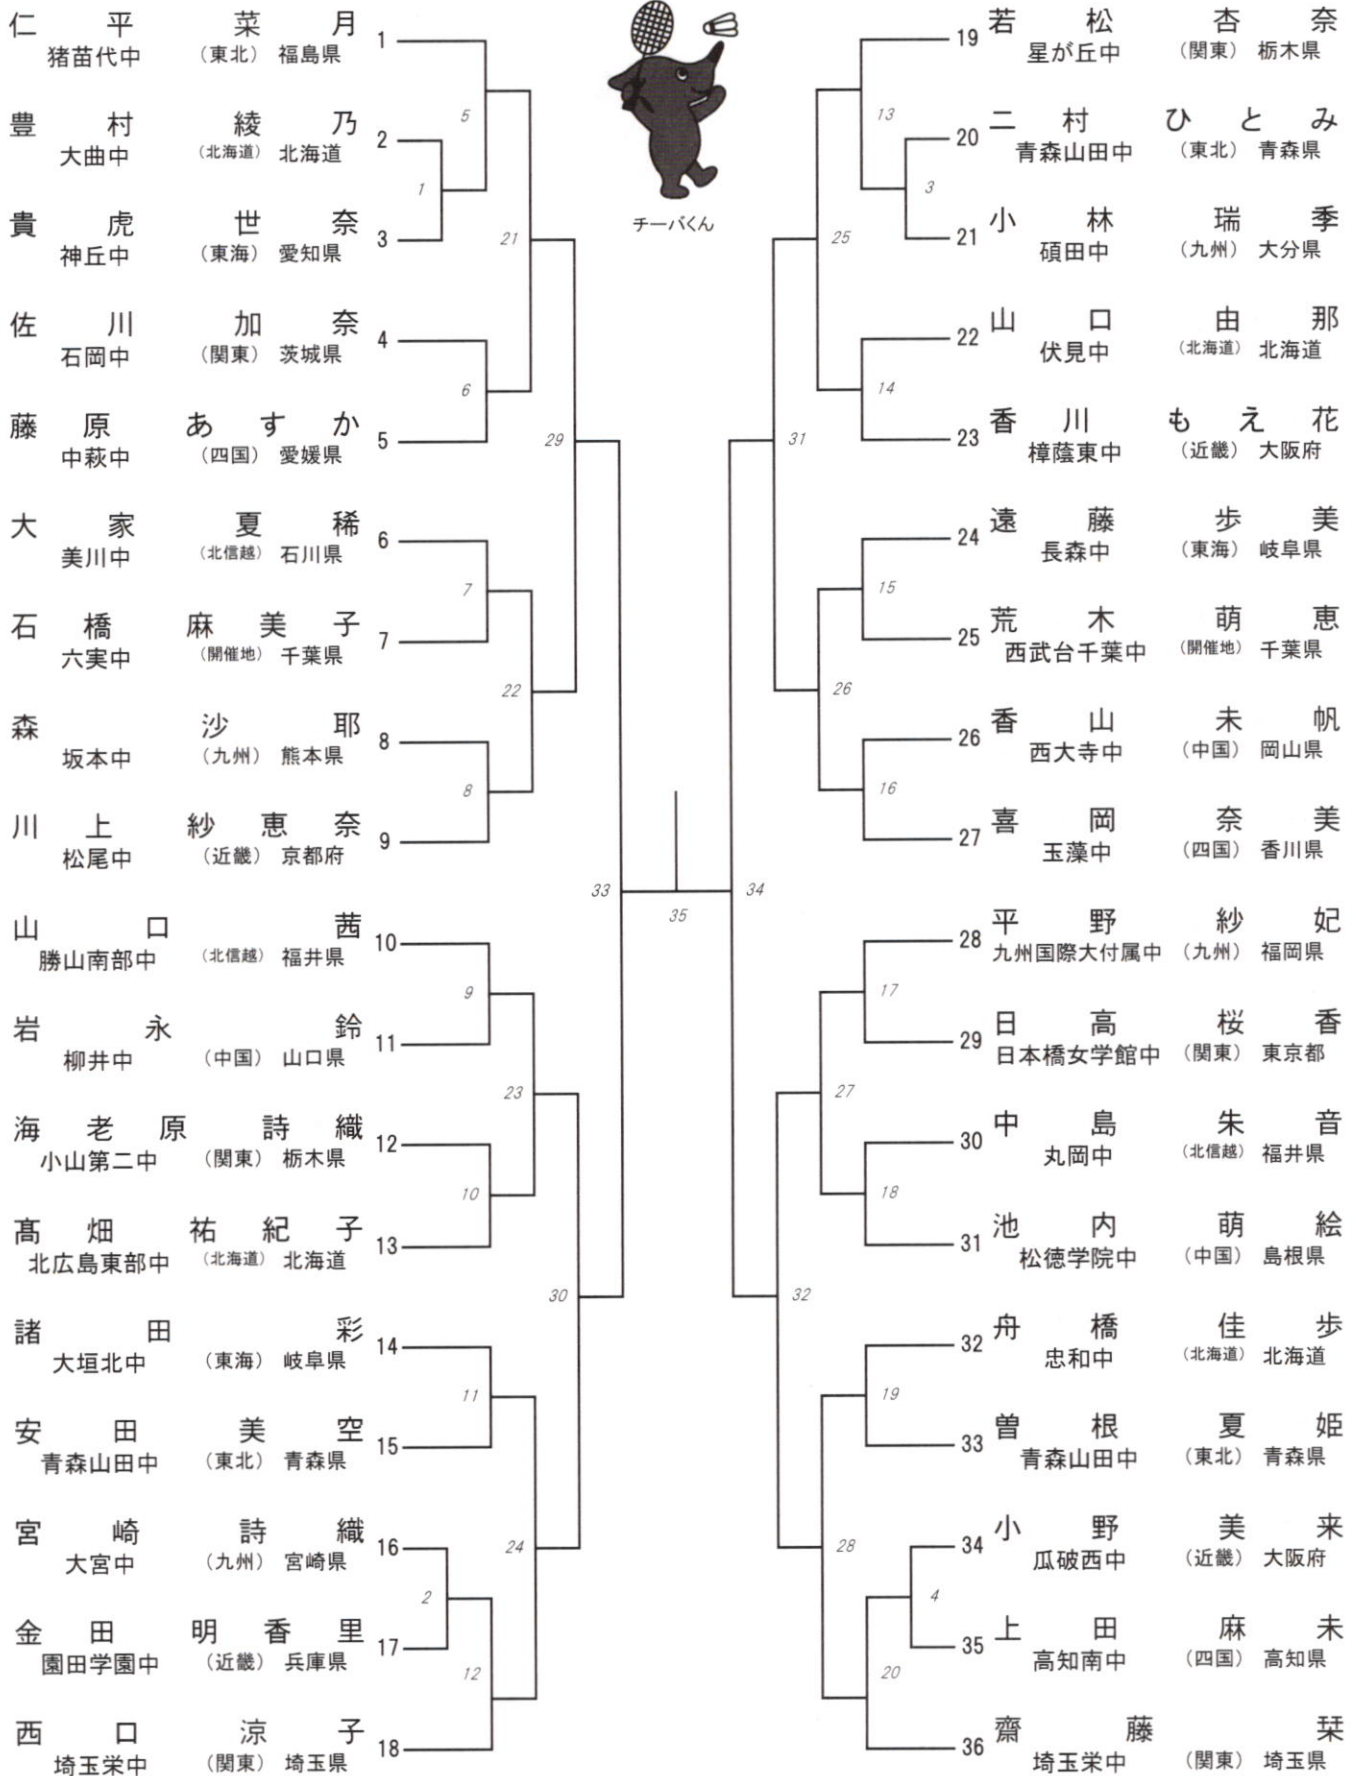 仁平菜月 1
猪苗代中 （東北） 福島県
豊村綾乃 2
大曲中 （北海道） 北海道
貴虎世奈 3
神丘中 （東海） 愛知県
佐川加奈 4
石岡中 （関東） 茨城県
藤原あすか 5
中萩中 （四国） 愛媛県
大家夏稀 6
美川中 （北信越） 石川県
石橋麻美子 7
六実中 （開催地） 千葉県
森沙耶 8
坂本中 （九州） 熊本県
川上紗恵奈 9
松尾中 （近畿） 京都府
山口茜 10
勝山南部中 （北信越） 福井県
岩永鈴 11
柳井中 （中国） 山口県
海老原詩織 12
小山第二中 （関東） 栃木県
髙畑祐紀子 13
北広島東部中 （北海道） 北海道
諸田彩 14
大垣北中 （東海） 岐阜県
安田美空 15
青森山田中 （東北） 青森県
宮崎詩織 16
大宮中 （九州） 宮崎県
金田明香里 17
園田学園中 （近畿） 兵庫県
西口涼子 18
埼玉栄中 （関東） 埼玉県
5
1
21
6
29
7
22
8
33
9
23
10
30
11
24
2
12
チーバくん
35
13
3
25
14
31
15
26
16
34
17
27
18
32
19
28
4
20
19 若松杏奈
星が丘中 （関東） 栃木県
20 二村ひとみ
青森山田中 （東北） 青森県
21 小林瑞季
碩田中 （九州） 大分県
22 山口由那
伏見中 （北海道） 北海道
23 香川もえ花
樟蔭東中 （近畿） 大阪府
24 遠藤歩美
長森中 （東海） 岐阜県
25 荒木萌恵
西武台千葉中 （開催地） 千葉県
26 香山未帆
西大寺中 （中国） 岡山県
27 喜岡奈美
玉藻中 （四国） 香川県
28 平野紗妃
九州国際大付属中 （九州） 福岡県
29 日高桜香
日本橋女学館中 （関東） 東京都
30 中島朱音
丸岡中 （北信越） 福井県
31 池内萌絵
松徳学院中 （中国） 島根県
32 舟橋佳歩
忠和中 （北海道） 北海道
33 曽根夏姫
青森山田中 （東北） 青森県
34 小野美来
瓜破西中 （近畿） 大阪府
35 上田麻未
高知南中 （四国） 高知県
36 齋藤栞
埼玉栄中 （関東） 埼玉県